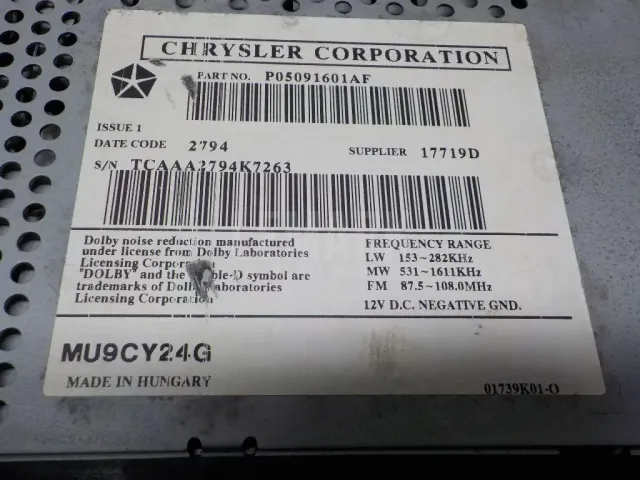 CHRYSLER CORPORATION
PART NO. P05091601AF
ISSUE 1
DATE CODE 2794 SUPPLIER 17719D
S/N TCAAA2794K7263
Dolby noise reduction manufactured
under license from Dolby Laboratories
Licensing Corporation
"DOLBY" and the double-D symbol are
trademarks of Dolby Laboratories
Licensing Corporation
FREQUENCY RANGE
LW 153~282KHz
MW 531~1611KHz
FM 87.5~108.0MHz
12V D.C. NEGATIVE GND.
MU9CY24G
MADE IN HUNGARY
01739K01-O